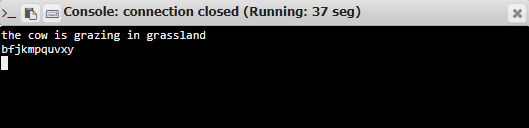 >_ Console: connection closed (Running: 37 seg)
the cow is grazing in grassland
bfjkmpquvxy